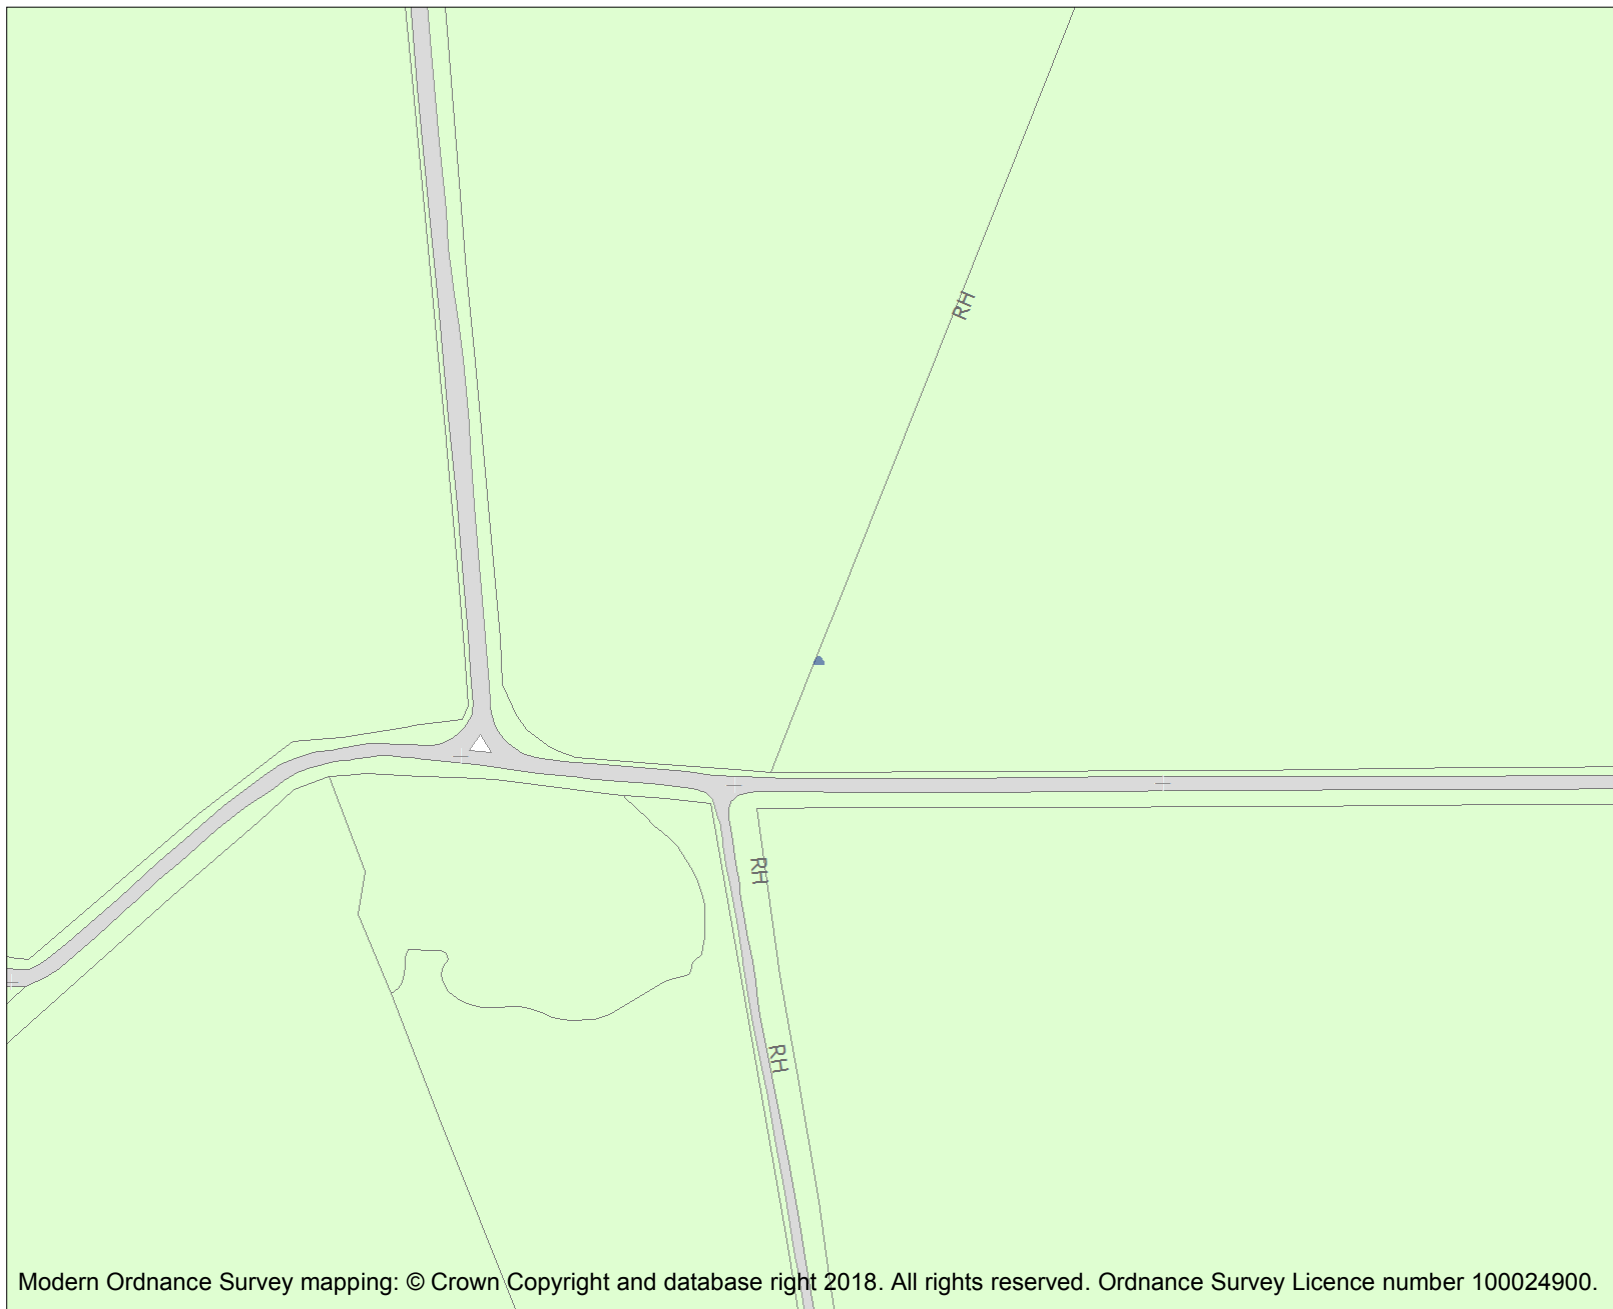 RH
RH
RH
Modern Ordnance Survey mapping: © Crown Copyright and database right 2018. All rights reserved. Ordnance Survey Licence number 100024900.